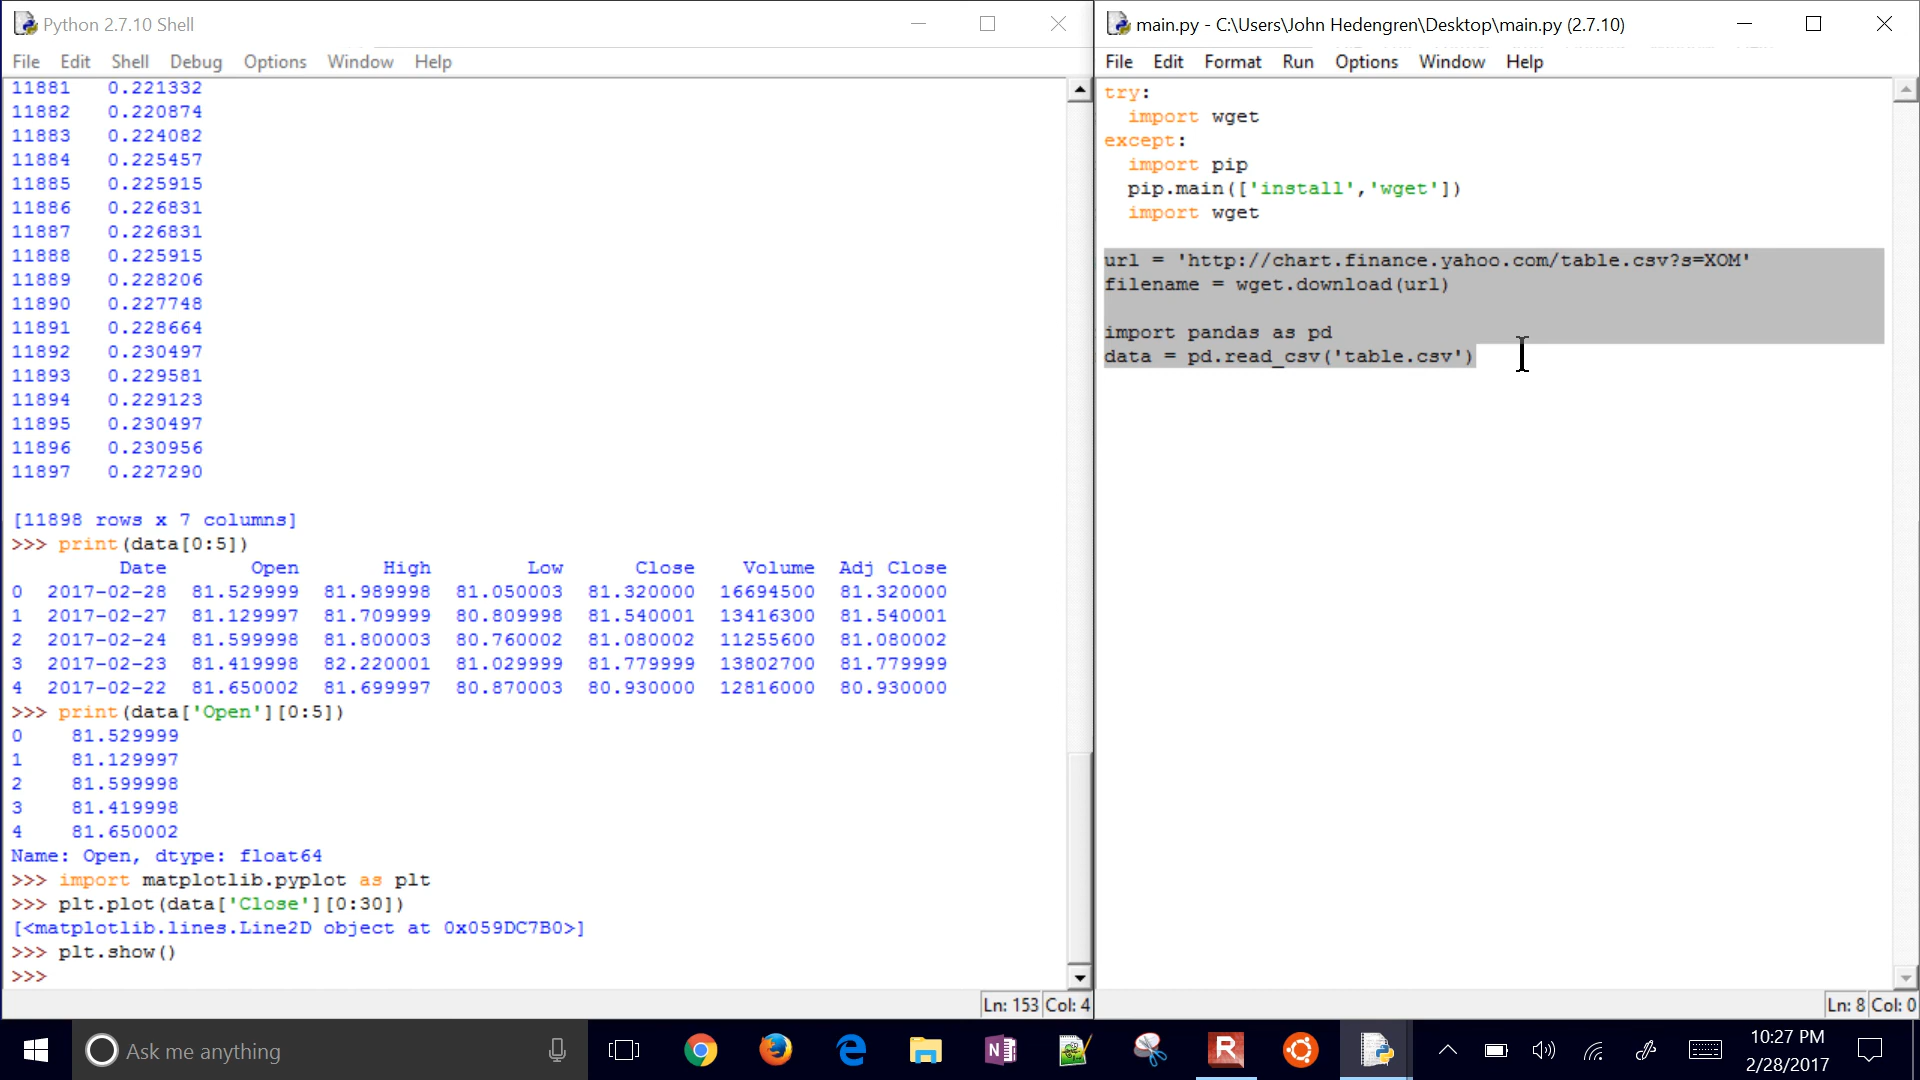 Python 2.7.10 Shell
File Edit Shell Debug Options Window Help
11881 0.221332
11882 0.220874
11883 0.224082
11884 0.225457
11885 0.225915
11886 0.226831
11887 0.226831
11888 0.225915
11889 0.228206
11890 0.227748
11891 0.228664
11892 0.230497
11893 0.229581
11894 0.229123
11895 0.230497
11896 0.230956
11897 0.227290
[11898 rows x 7 columns]
>>> print(data[0:5])
Date Open High Low Close Volume Adj Close
0 2017-02-28 81.529999 81.989998 81.050003 81.320000 16694500 81.320000
1 2017-02-27 81.129997 81.709999 80.809998 81.540001 13416300 81.540001
2 2017-02-24 81.599998 81.800003 80.760002 81.080002 11255600 81.080002
3 2017-02-23 81.419998 82.220001 81.029999 81.779999 13802700 81.779999
4 2017-02-22 81.650002 81.699997 80.870003 80.930000 12816000 80.930000
>>> print(data['Open'][0:5])
0 81.529999
1 81.129997
2 81.599998
3 81.419998
4 81.650002
Name: Open, dtype: float64
>>> import matplotlib.pyplot as plt
>>> plt.plot(data['Close'][0:30])
[<matplotlib.lines.Line2D object at 0x059DC7B0>]
>>> plt.show()
>>>
Ln: 153 Col: 4
main.py - C:\Users\John Hedengren\Desktop\main.py (2.7.10)
File Edit Format Run Options Window Help
try:
  import wget
except:
  import pip
  pip.main(['install','wget'])
  import wget
url = 'http://chart.finance.yahoo.com/table.csv?s=XOM'
filename = wget.download(url)
import pandas as pd
data = pd.read_csv('table.csv')
Ln: 8 Col: 0
Ask me anything
N
R
10:27 PM
2/28/2017